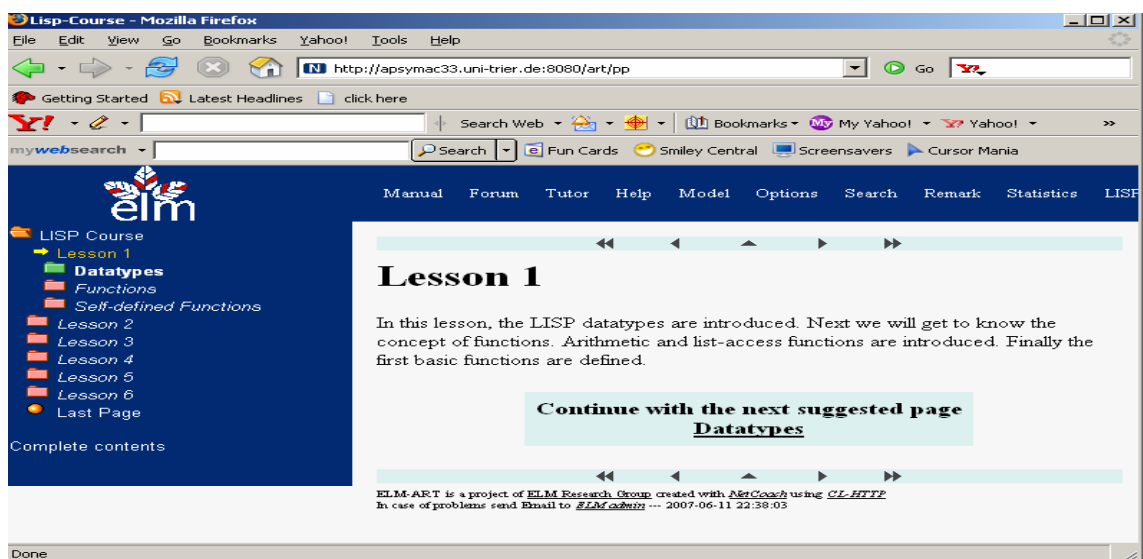 Lisp-Course - Mozilla Firefox
File Edit View Go Bookmarks Yahoo! Tools Help
http://apsymac33.uni-trier.de:8080/art/pp Go
Getting Started Latest Headlines click here
Y! Search Web Bookmarks My My Yahoo! Yahoo! »
mywebsearch Search Fun Cards Smiley Central Screensavers Cursor Mania
elm
Manual Forum Tutor Help Model Options Search Remark Statistics LISP
LISP Course
Lesson 1
Datatypes
Functions
Self-defined Functions
Lesson 2
Lesson 3
Lesson 4
Lesson 5
Lesson 6
Last Page
Complete contents
Lesson 1
In this lesson, the LISP datatypes are introduced. Next we will get to know the
concept of functions. Arithmetic and list-access functions are introduced. Finally the
first basic functions are defined.
Continue with the next suggested page
Datatypes
ELM-ART is a project of ELM Research Group created with NetCoach using CL-HTTP
In case of problems send Email to ELM admin --- 2007-06-11 22:38:03
Done